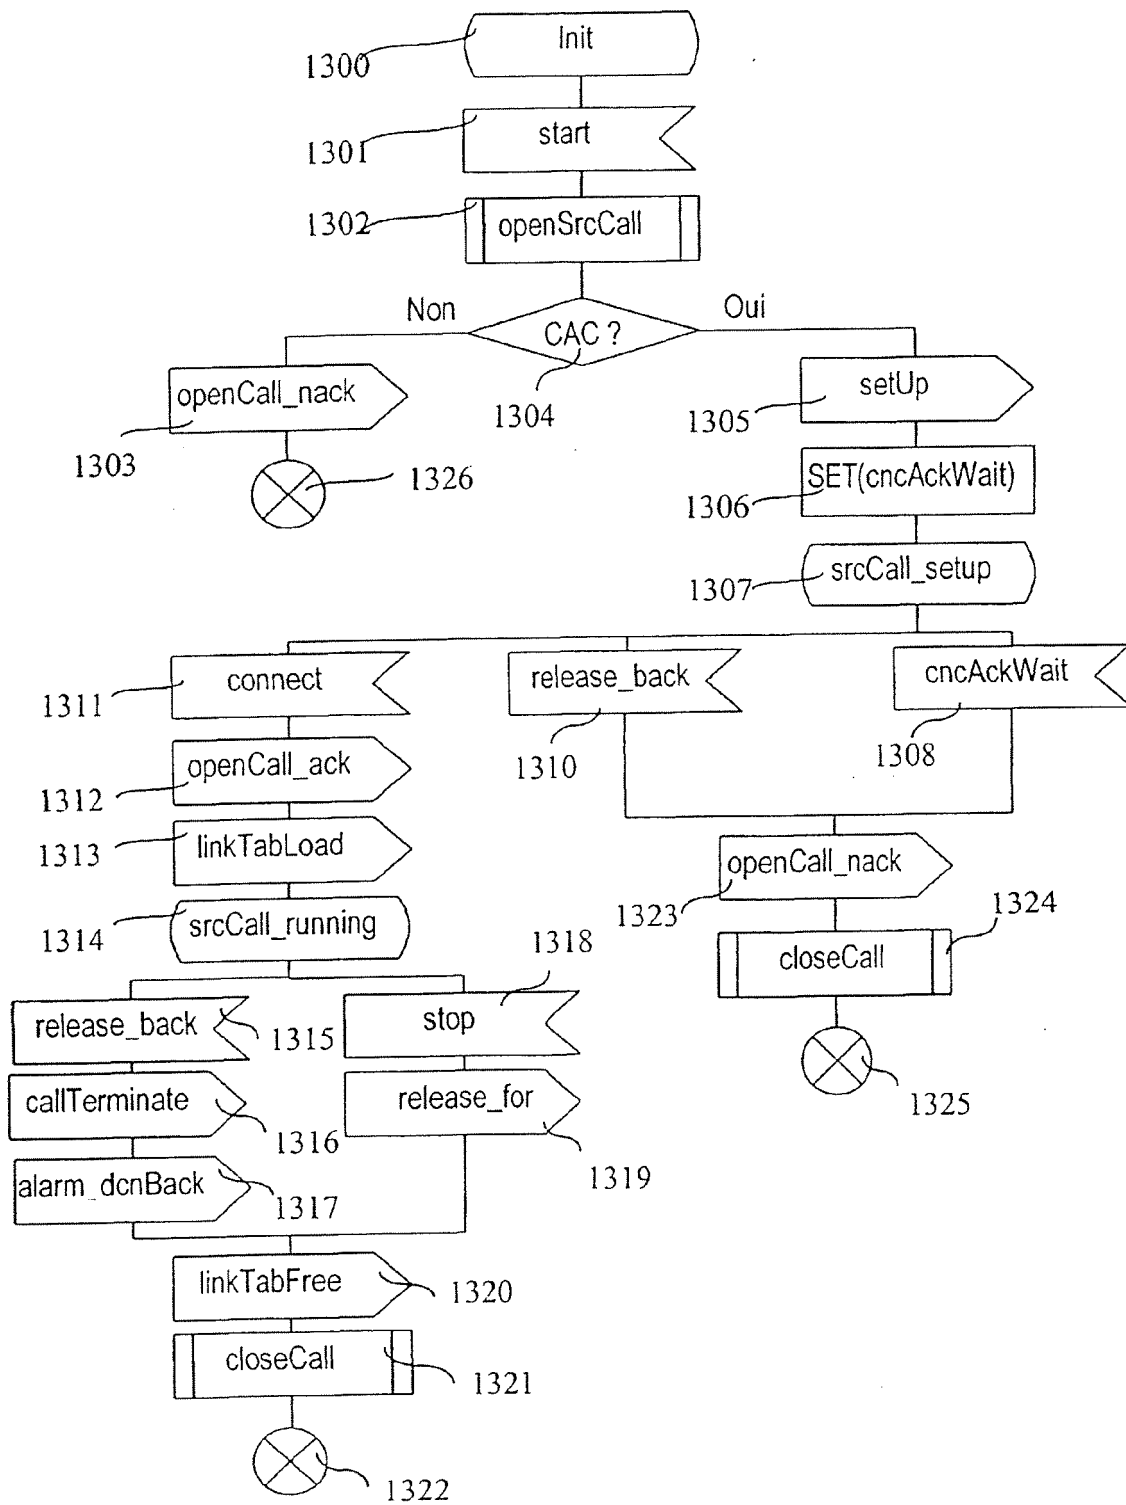 Init
1300
start
1301
openSrcCall
1302
Non
Oui
CAC ?
1304
openCall_nack
1303
1326
setUp
1305
SET(cncAckWait)
1306
srcCall_setup
1307
connect
1311
release_back
1310
cncAckWait
1308
openCall_ack
1312
linkTabLoad
1313
srcCall_running
1314
openCall_nack
1323
closeCall
1324
1325
release_back
1315
stop
1318
callTerminate
1316
release_for
1319
alarm_dcnBack
1317
linkTabFree
1320
closeCall
1321
1322